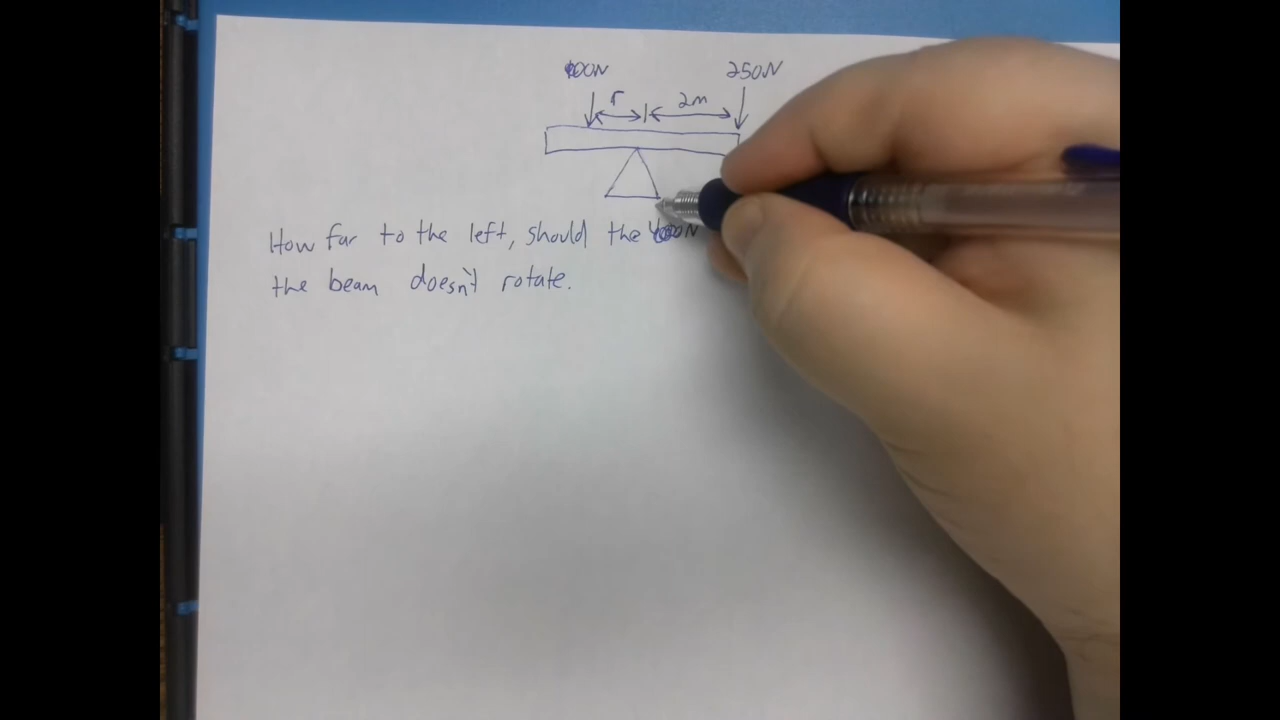 250N
r 2m
How far to the left, should the
the beam doesn't rotate.